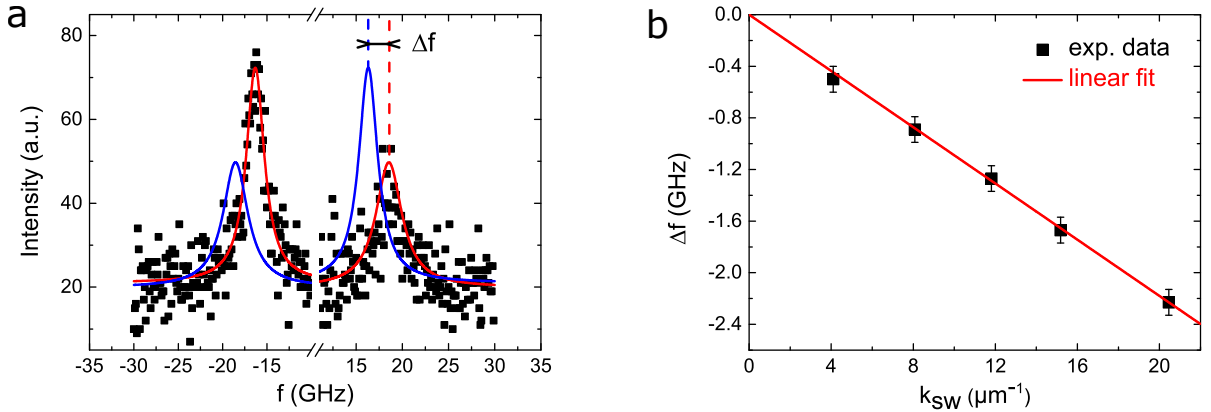 a
80
60
40
20
Intensity (a.u.)
Δf
-35 -30 -25 -20 -15 15 20 25 30 35
f (GHz)
b
0.0
-0.4
-0.8
-1.2
-1.6
-2.0
-2.4
Δf (GHz)
exp. data
linear fit
0 4 8 12 16 20
kSW (µm⁻¹)